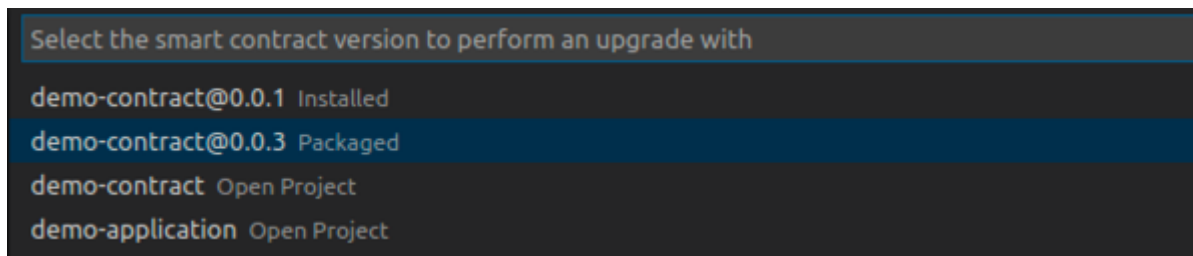 Select the smart contract version to perform an upgrade with
demo-contract@0.0.1 Installed
demo-contract@0.0.3 Packaged
demo-contract Open Project
demo-application Open Project